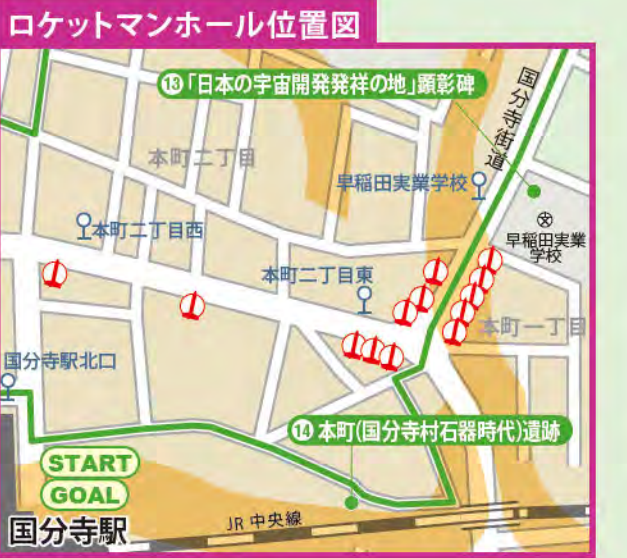 ロケットマンホール位置図
⑬「日本の宇宙開発発祥の地」顕彰碑
国分寺街道
本町二丁目
早稲田実業学校
文
早稲田実業
学校
本町二丁目西
本町二丁目東
本町一丁目
国分寺駅北口
⑭ 本町(国分寺村石器時代)遺跡
START
GOAL
国分寺駅
JR 中央線